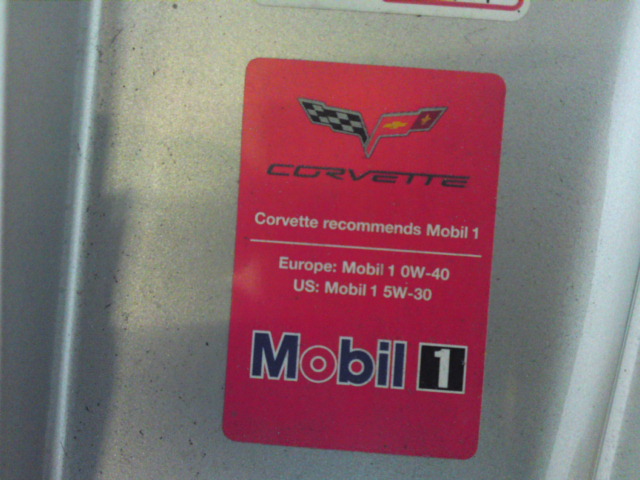 CORVETTE
Corvette recommends Mobil 1
Europe: Mobil 1 0W-40
US: Mobil 1 5W-30
Mobil 1